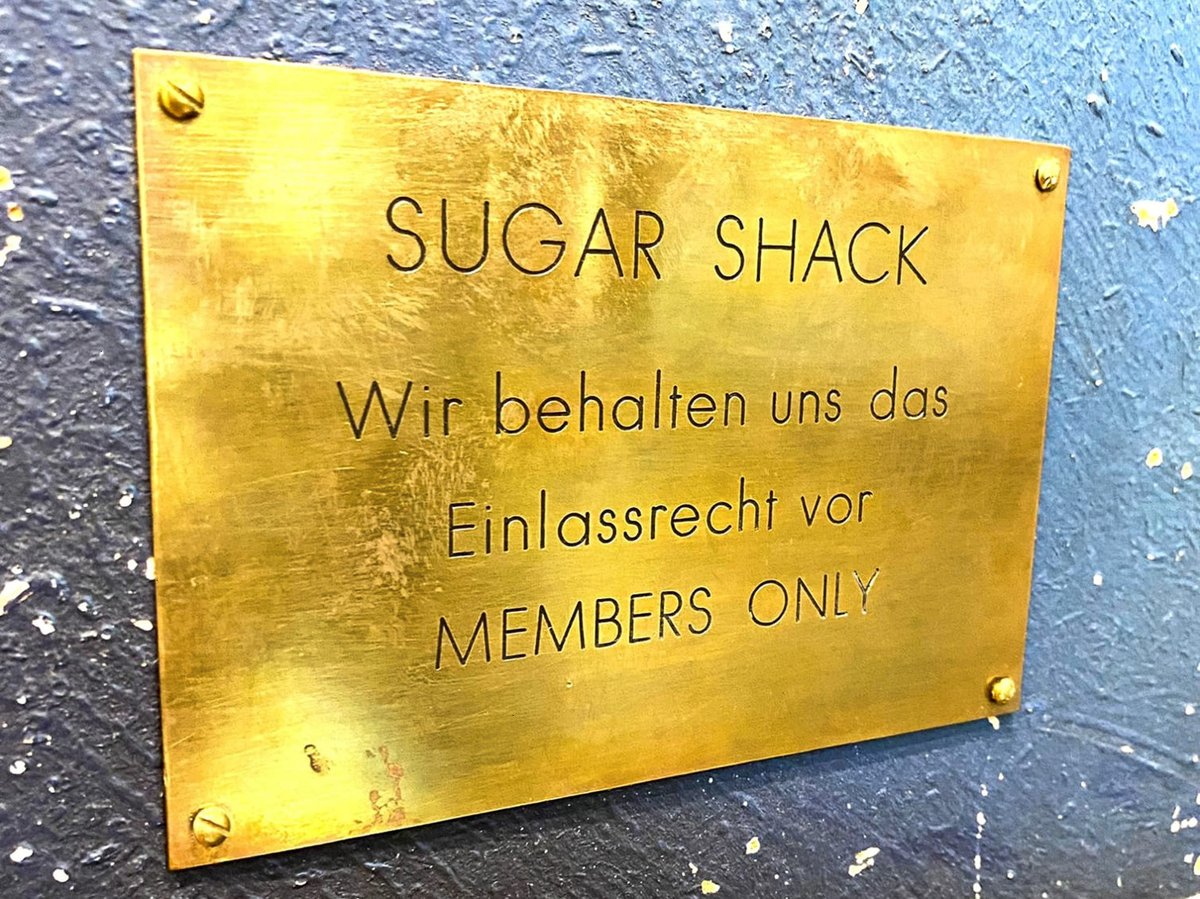 SUGAR SHACK
Wir behalten uns das
Einlassrecht vor
MEMBERS ONLY